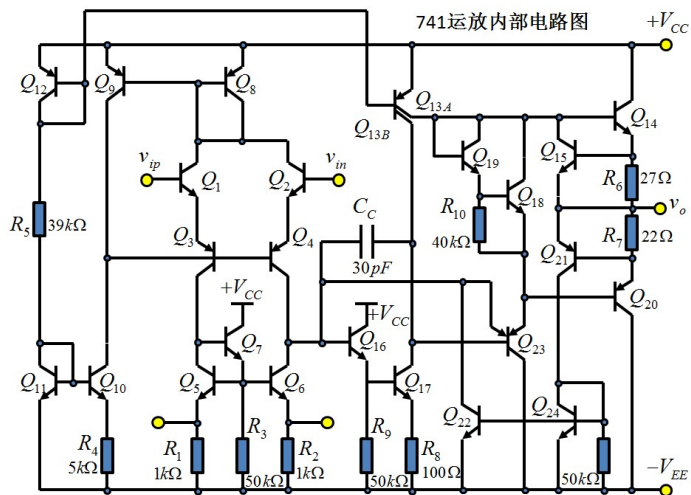 741运放内部电路图
+V_CC
Q_12
Q_9
Q_8
Q_13A
Q_13B
Q_14
Q_19
Q_15
v_ip
v_in
Q_1
Q_2
Q_18
R_6 27Ω
v_o
R_5 39kΩ
C_C
30pF
R_10
40kΩ
R_7 22Ω
Q_3
Q_4
Q_21
+V_CC
+V_CC
Q_20
Q_7
Q_16
Q_23
Q_11
Q_10
Q_5
Q_6
Q_17
Q_22
Q_24
R_4
5kΩ
R_1
1kΩ
R_3
50kΩ
R_2
1kΩ
R_9
50kΩ
R_8
100Ω
50kΩ
−V_EE